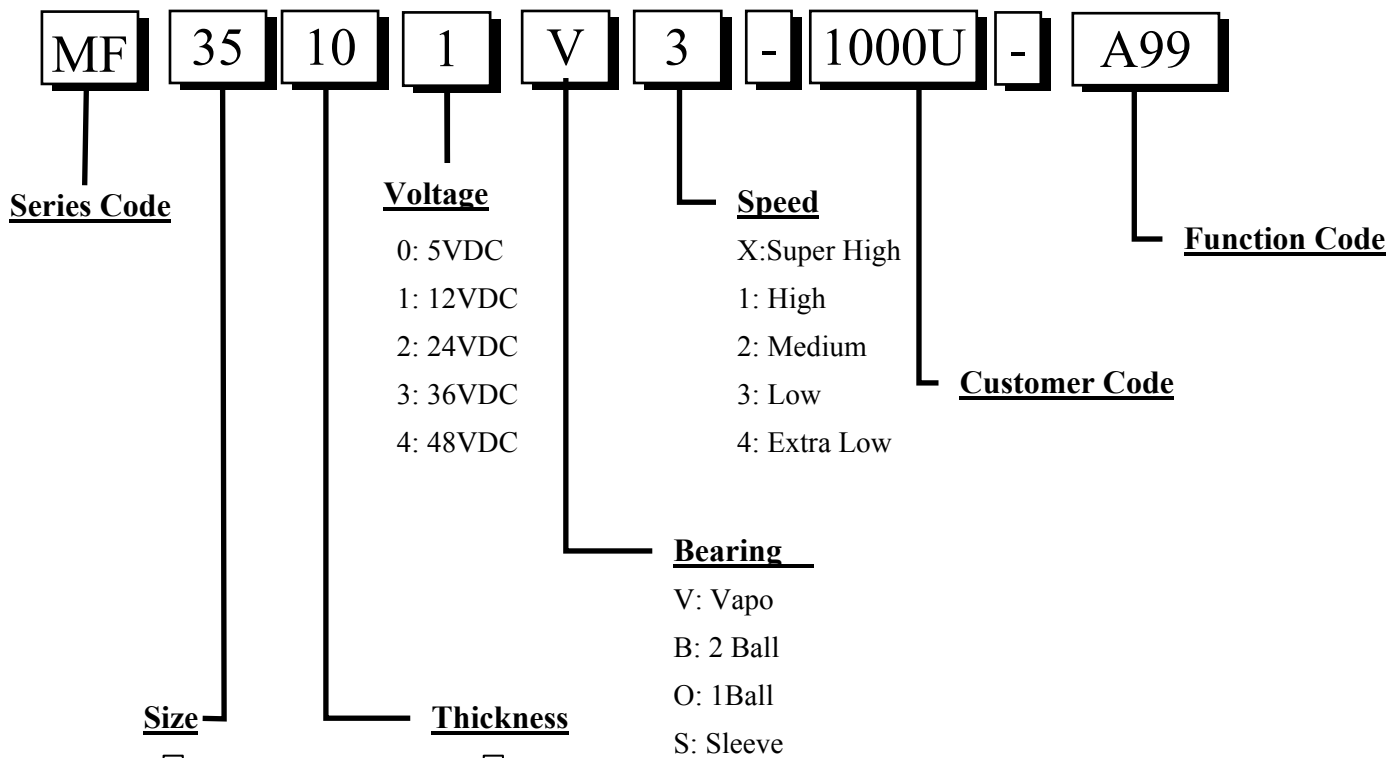 MF 35 10 1 V 3 - 1000U - A99
Series Code
Voltage
0: 5VDC
1: 12VDC
2: 24VDC
3: 36VDC
4: 48VDC
Speed
X:Super High
1: High
2: Medium
3: Low
4: Extra Low
Function Code
Customer Code
Bearing
V: Vapo
B: 2 Ball
O: 1Ball
S: Sleeve
Size
Thickness